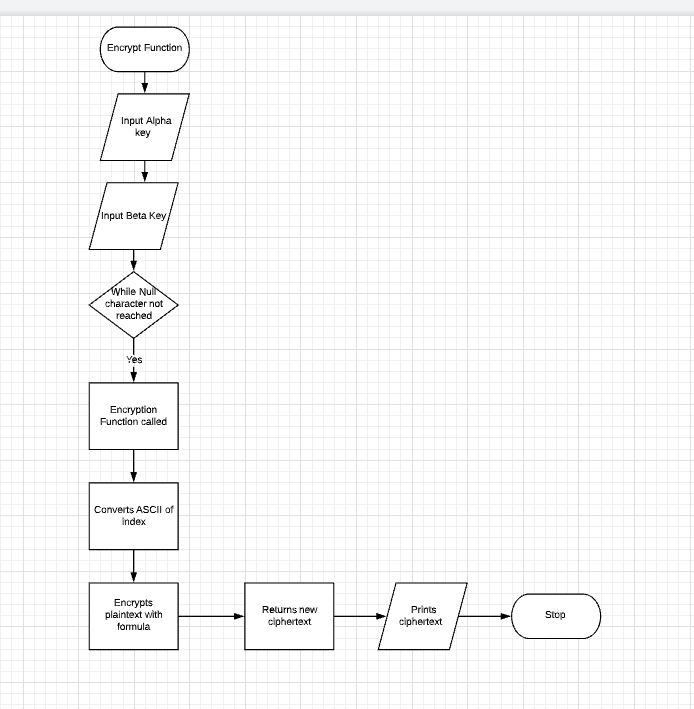 Encrypt Function
Input Alpha
key
Input Beta Key
While Null
character not
reached
Yes
Encryption
Function called
Converts ASCII of
index
Encrypts
plaintext with
formula
Returns new
ciphertext
Prints
ciphertext
Stop